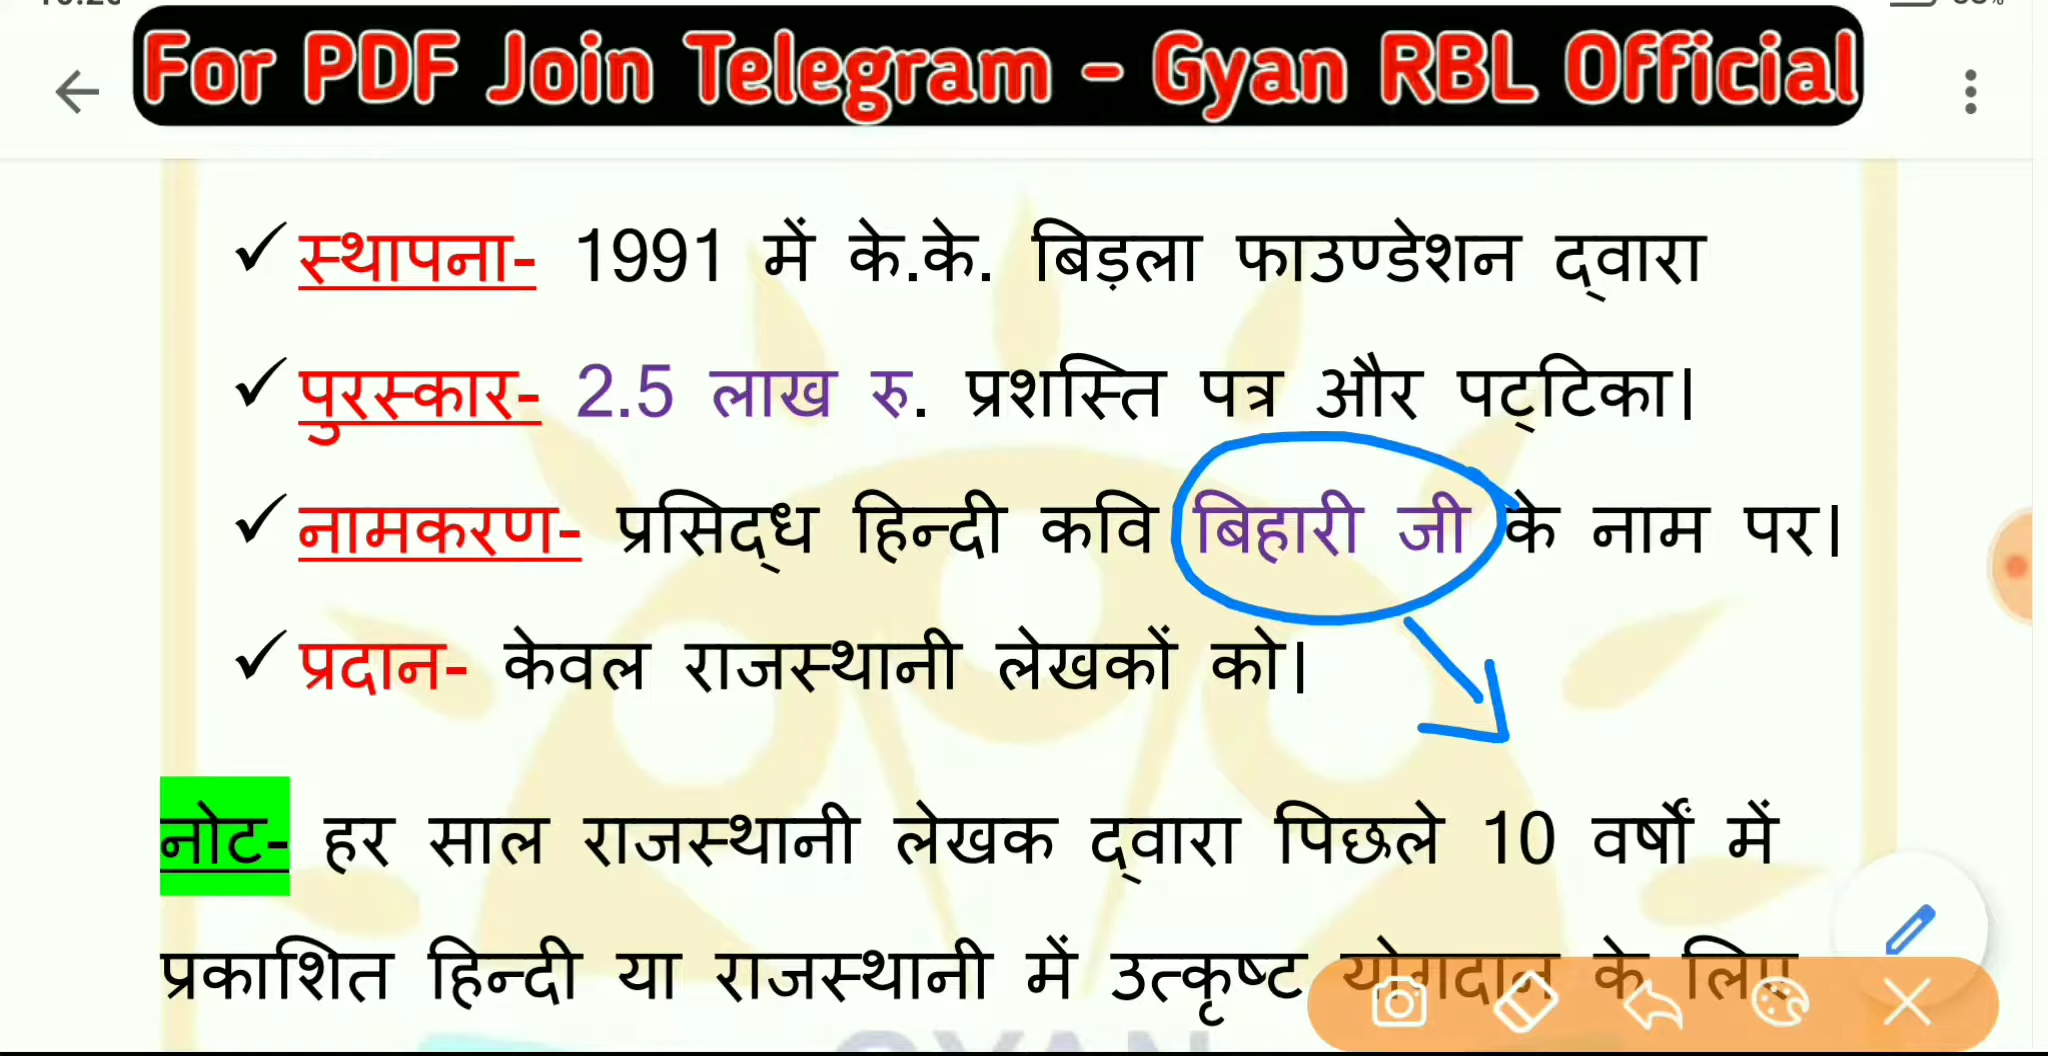 For PDF Join Telegram - Gyan RBL Official
✓ स्थापना- 1991 में के.के. बिड़ला फाउण्डेशन द्वारा
✓ पुरस्कार- 2.5 लाख रु. प्रशस्ति पत्र और पट्टिका।
✓ नामकरण- प्रसिद्ध हिन्दी कवि बिहारी जी के नाम पर।
✓ प्रदान- केवल राजस्थानी लेखकों को।
नोट- हर साल राजस्थानी लेखक द्वारा पिछले 10 वर्षों में
प्रकाशित हिन्दी या राजस्थानी में उत्कृष्ट योगदान के लिए